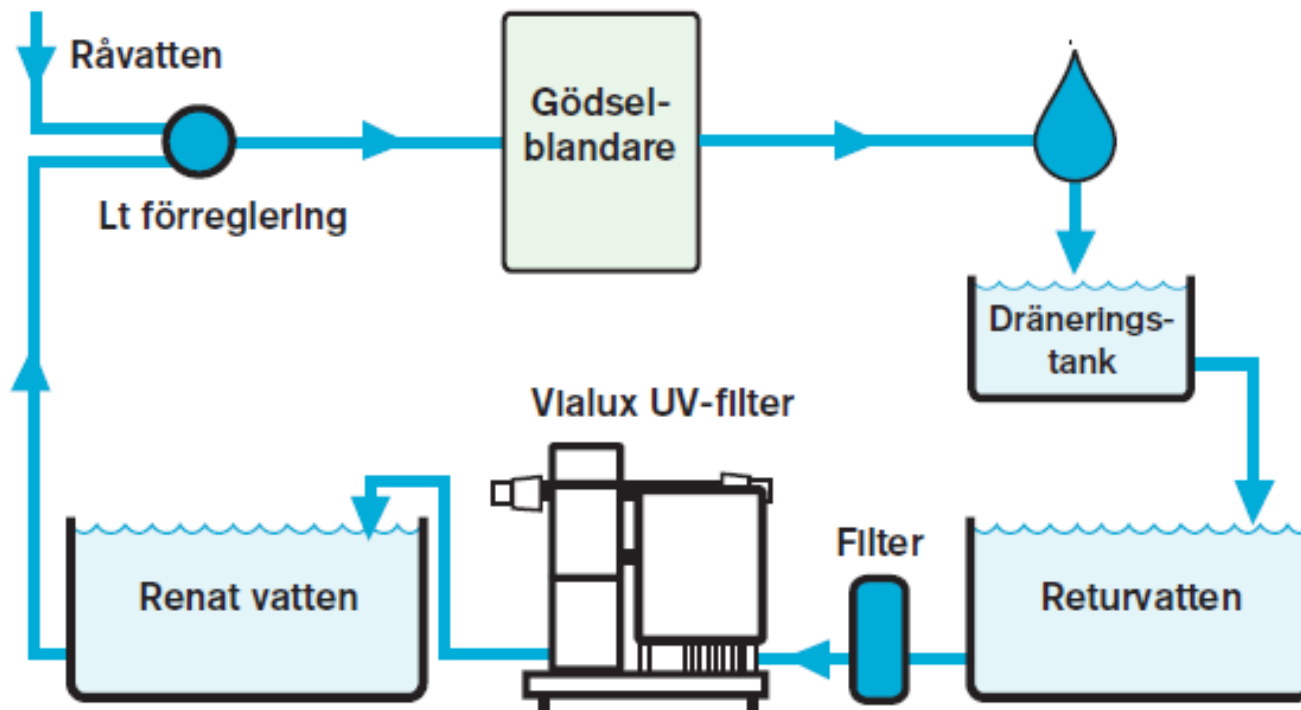 Råvatten
Gödsel-
blandare
Lt förreglering
Dränerings-
tank
Vialux UV-filter
Filter
Renat vatten
Returvatten